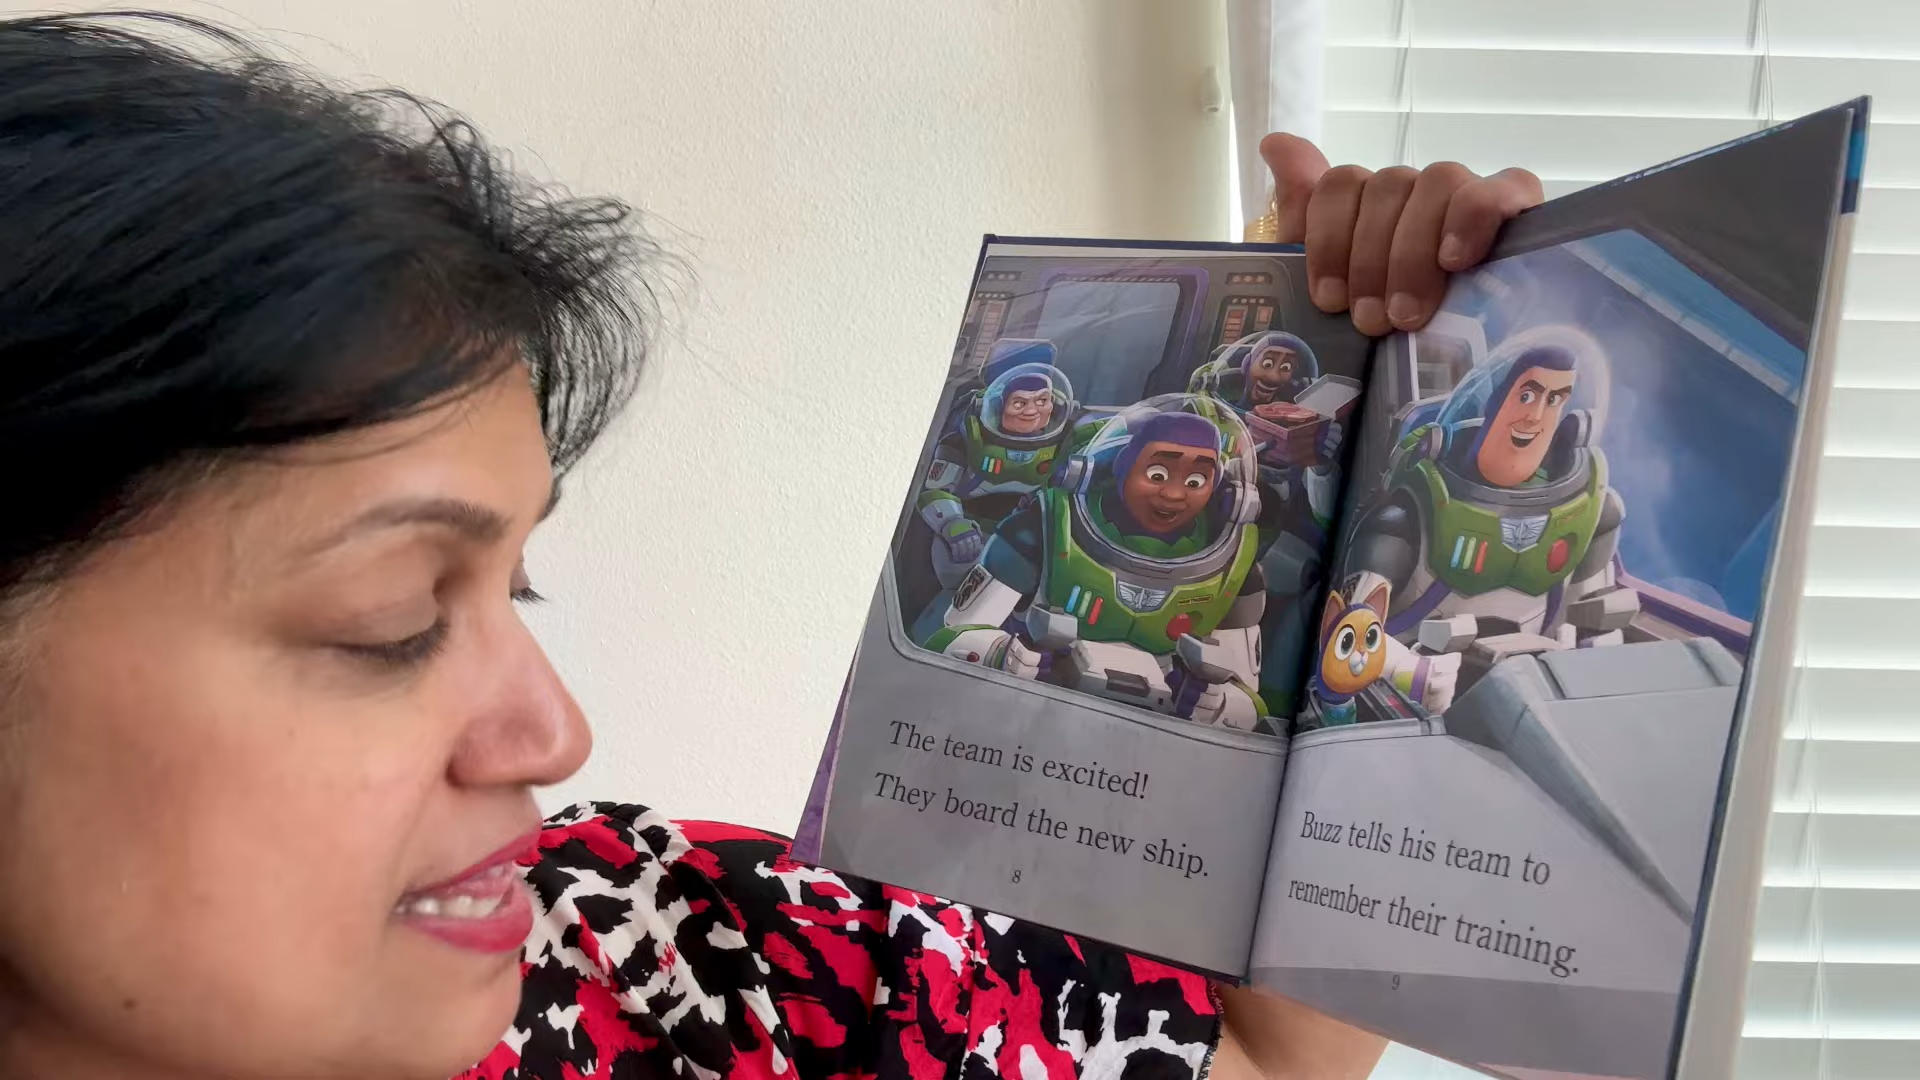 The team is excited!
They board the new ship.
8
Buzz tells his team to
remember their training.
9